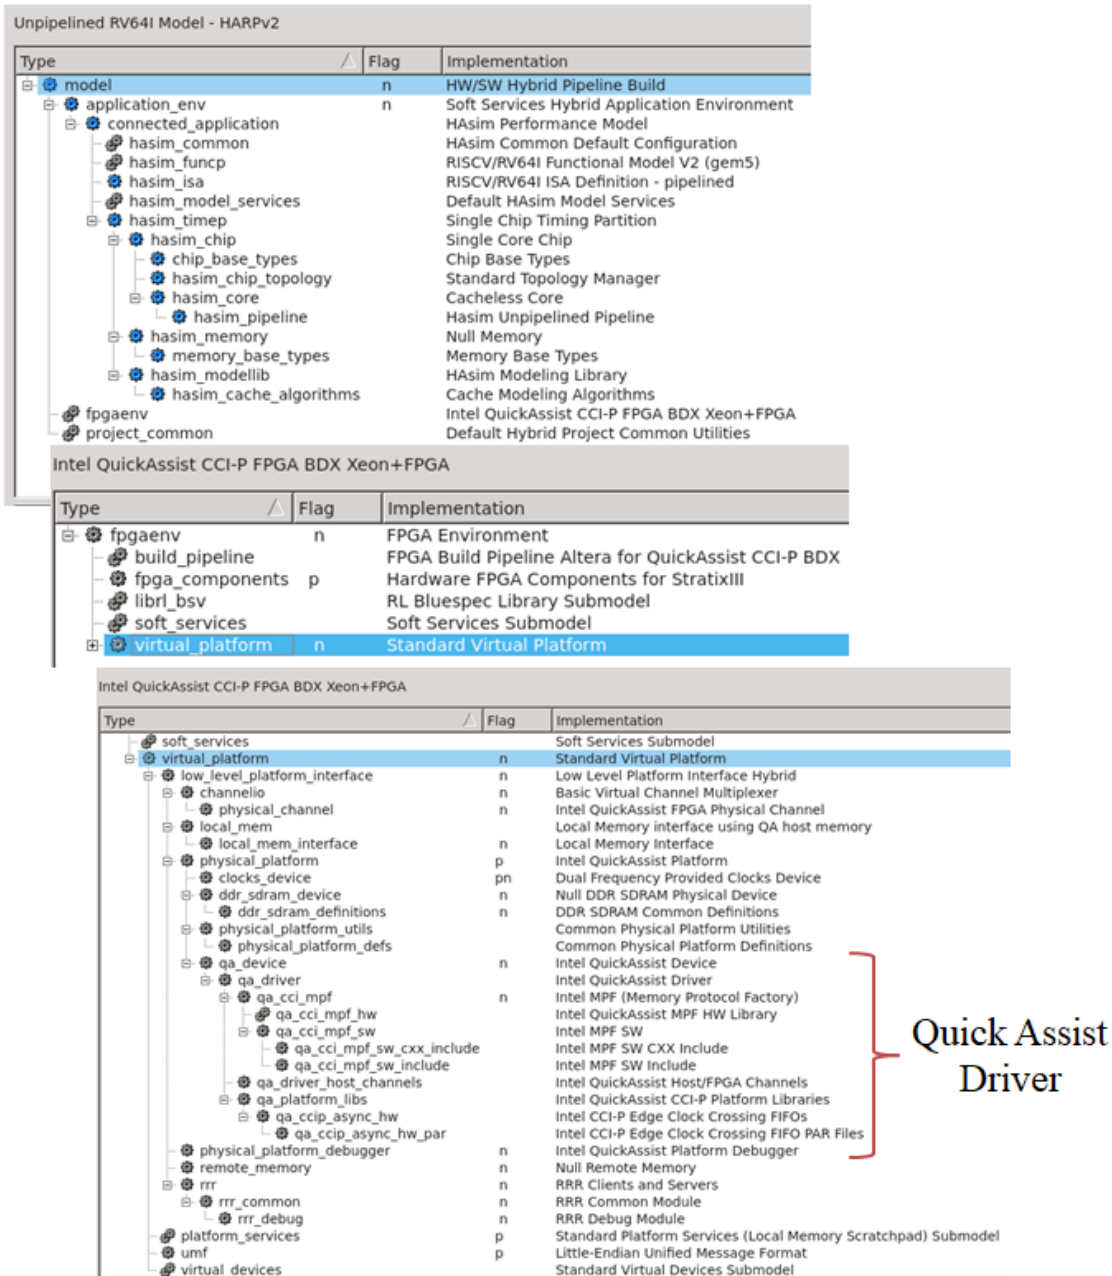 Unpipelined RV64I Model - HARPv2
Type Flag Implementation
model n HW/SW Hybrid Pipeline Build
application_env n Soft Services Hybrid Application Environment
connected_application HAsim Performance Model
hasim_common HAsim Common Default Configuration
hasim_funcp RISCV/RV64I Functional Model V2 (gem5)
hasim_isa RISCV/RV64I ISA Definition - pipelined
hasim_model_services Default HAsim Model Services
hasim_timep Single Chip Timing Partition
hasim_chip Single Core Chip
chip_base_types Chip Base Types
hasim_chip_topology Standard Topology Manager
hasim_core Cacheless Core
hasim_pipeline Hasim Unpipelined Pipeline
hasim_memory Null Memory
memory_base_types Memory Base Types
hasim_modellib HAsim Modeling Library
hasim_cache_algorithms Cache Modeling Algorithms
fpgaenv Intel QuickAssist CCI-P FPGA BDX Xeon+FPGA
project_common Default Hybrid Project Common Utilities
Intel QuickAssist CCI-P FPGA BDX Xeon+FPGA
Type Flag Implementation
fpgaenv n FPGA Environment
build_pipeline FPGA Build Pipeline Altera for QuickAssist CCI-P BDX
fpga_components p Hardware FPGA Components for StratixIII
librl_bsv RL Bluespec Library Submodel
soft_services Soft Services Submodel
virtual_platform n Standard Virtual Platform
Intel QuickAssist CCI-P FPGA BDX Xeon+FPGA
Type Flag Implementation
soft_services Soft Services Submodel
virtual_platform n Standard Virtual Platform
low_level_platform_interface n Low Level Platform Interface Hybrid
channelio n Basic Virtual Channel Multiplexer
physical_channel n Intel QuickAssist FPGA Physical Channel
local_mem Local Memory interface using QA host memory
local_mem_interface n Local Memory Interface
physical_platform p Intel QuickAssist Platform
clocks_device pn Dual Frequency Provided Clocks Device
ddr_sdram_device n Null DDR SDRAM Physical Device
ddr_sdram_definitions n DDR SDRAM Common Definitions
physical_platform_utils Common Physical Platform Utilities
physical_platform_defs Common Physical Platform Definitions
qa_device n Intel QuickAssist Device
qa_driver Intel QuickAssist Driver
qa_cci_mpf n Intel MPF (Memory Protocol Factory)
qa_cci_mpf_hw Intel QuickAssist MPF HW Library
qa_cci_mpf_sw Intel MPF SW
qa_cci_mpf_sw_cxx_include Intel MPF SW CXX Include
qa_cci_mpf_sw_include Intel MPF SW Include
qa_driver_host_channels Intel QuickAssist Host/FPGA Channels
qa_platform_libs Intel QuickAssist CCI-P Platform Libraries
qa_ccip_async_hw Intel CCI-P Edge Clock Crossing FIFOs
qa_ccip_async_hw_par Intel CCI-P Edge Clock Crossing FIFO PAR Files
physical_platform_debugger n Intel QuickAssist Platform Debugger
remote_memory n Null Remote Memory
rrr n RRR Clients and Servers
rrr_common n RRR Common Module
rrr_debug n RRR Debug Module
platform_services p Standard Platform Services (Local Memory Scratchpad) Submodel
umf p Little-Endian Unified Message Format
virtual_devices Standard Virtual Devices Submodel
Quick Assist
Driver